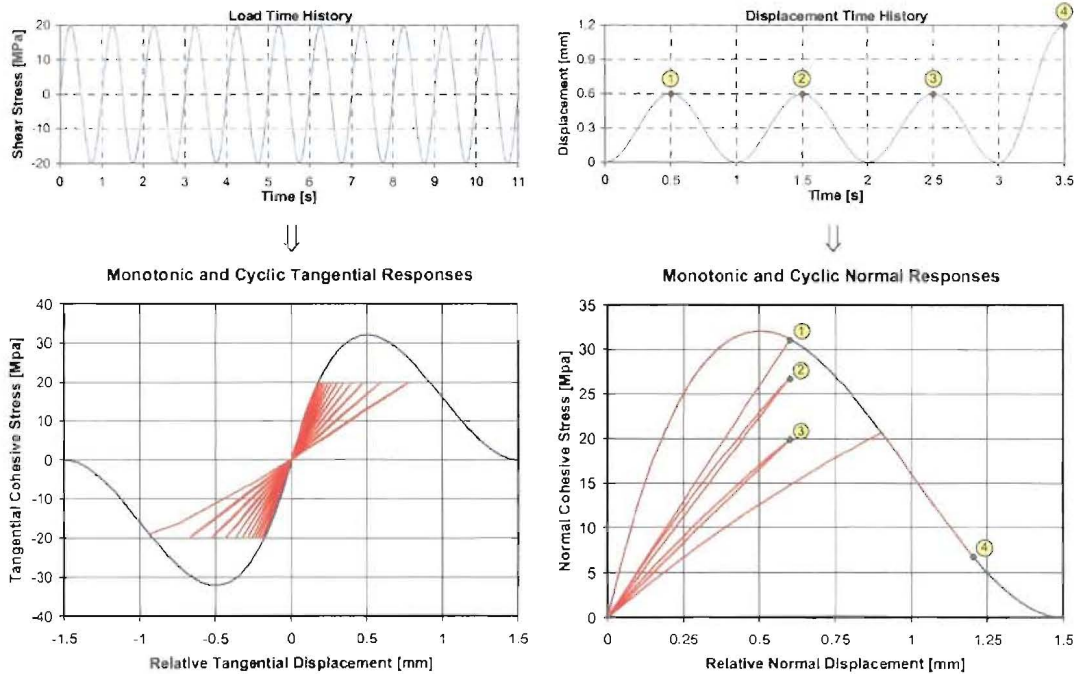 Load Time History
Shear Stress [MPa]
20
10
0
-10
-20
0 1 2 3 4 5 6 7 8 9 10 11
Time [s]
Displacement Time History
Displacement [mm]
1.2
0.9
0.6
0.3
0
1
2
3
4
0 0.5 1 1.5 2 2.5 3 3.5
Time [s]
⇓
⇓
Monotonic and Cyclic Tangential Responses
Tangential Cohesive Stress [Mpa]
40
30
20
10
0
-10
-20
-30
-40
-1.5 -1 -0.5 0 0.5 1 1.5
Relative Tangential Displacement [mm]
Monotonic and Cyclic Normal Responses
Normal Cohesive Stress [Mpa]
35
30
25
20
15
10
5
0
1
2
3
4
0 0.25 0.5 0.75 1 1.25 1.5
Relative Normal Displacement [mm]